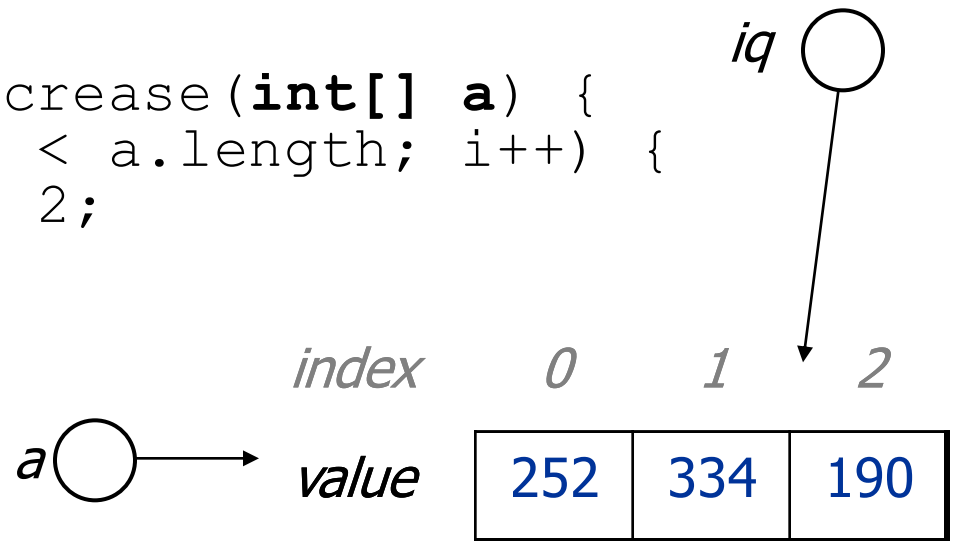 iq
crease(int[] a) {
< a.length; i++) {
2;
index 0 1 2
a value 252 334 190